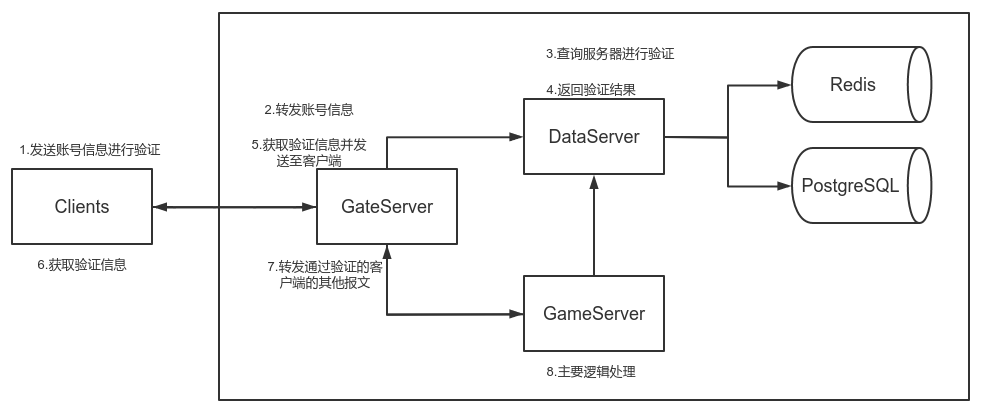 3.查询服务器进行验证
4.返回验证结果
Redis
2.转发账号信息
DataServer
5.获取验证信息并发
送至客户端
1.发送账号信息进行验证
PostgreSQL
Clients
GateServer
6.获取验证信息
7.转发通过验证的客
户端的其他报文
GameServer
8.主要逻辑处理